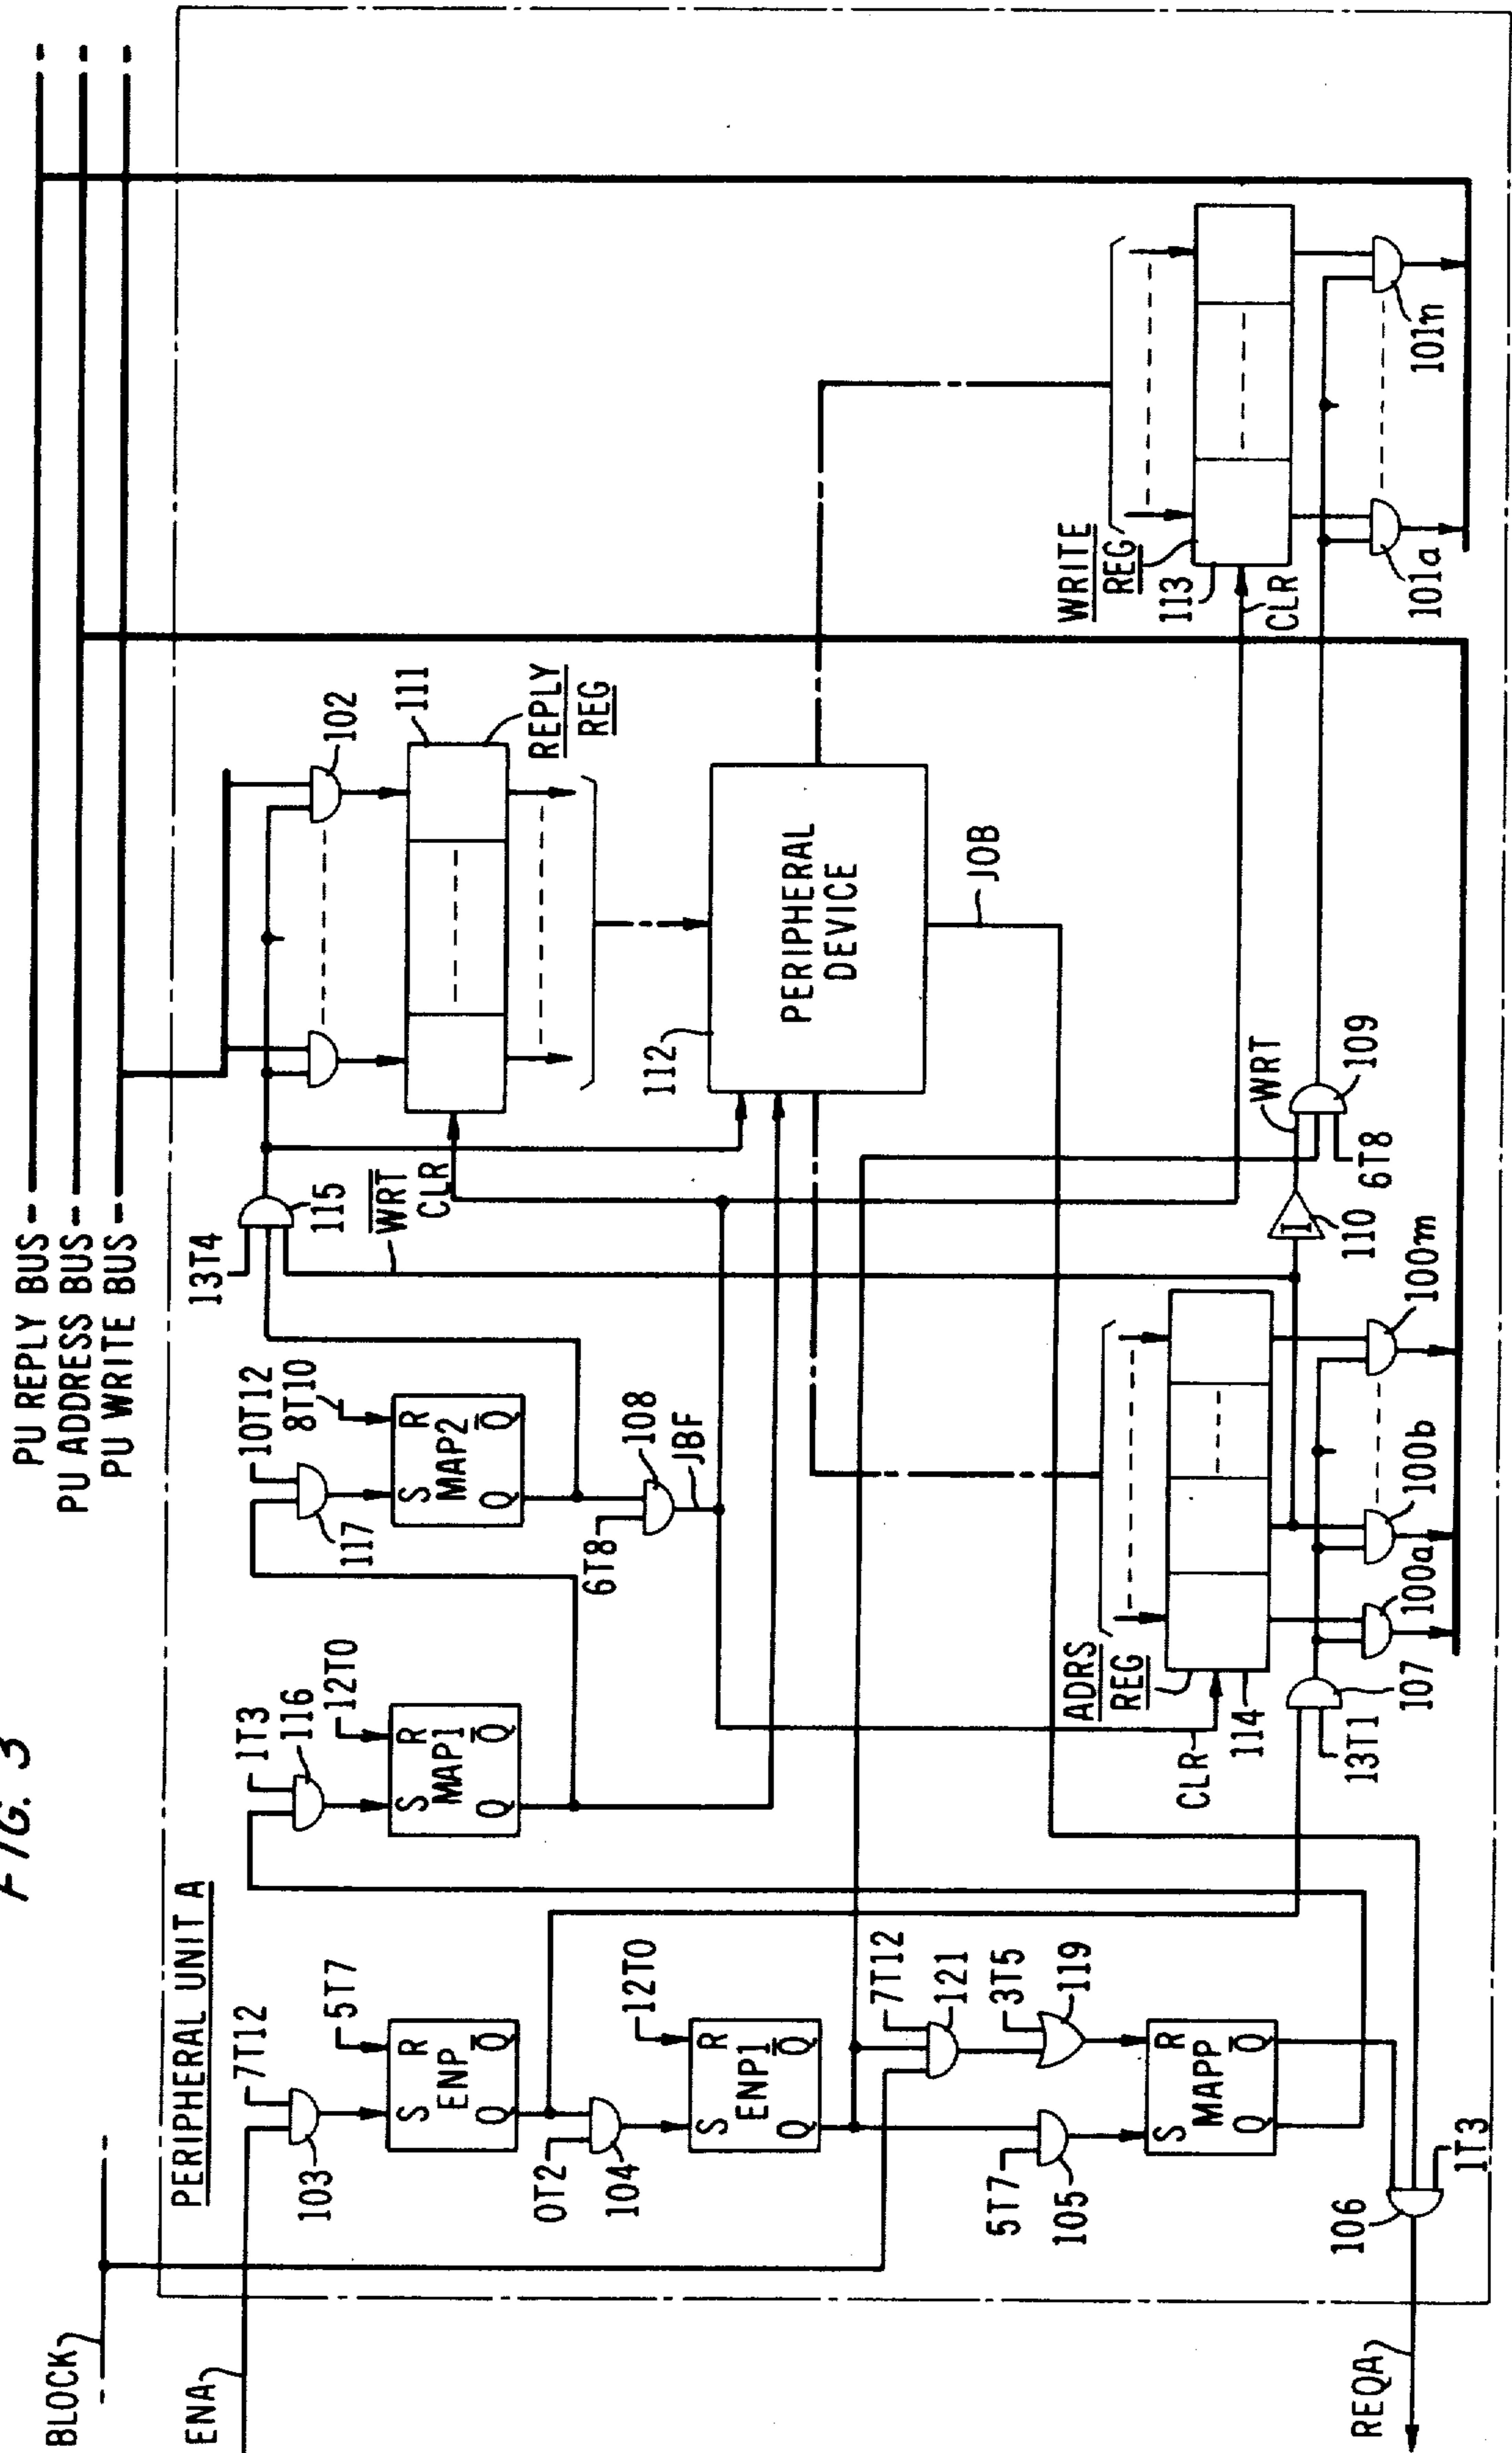 FIG. 3
PU REPLY BUS
PU ADDRESS BUS
PU WRITE BUS
BLOCK
ENA
REQA
PERIPHERAL UNIT A
7T12
103
5T7
S R
ENP
Q Q̅
0T2
104
12T0
S R
ENP1
Q Q̅
7T12
121
3T5
119
5T7
105
S R
MAPP
Q Q̅
106
1T3
1T3
116
12T0
S R
MAP1
Q Q̅
10T12
8T10
117
S R
MAP2
Q Q̅
6T8
108
JBF
13T4
115
W̅R̅T̅
CLR
102
111
REPLY
REG
112
PERIPHERAL
DEVICE
JOB
CLR
ADRS
REG
114
13T1
107
100a
100b
100m
I
110
WRT
109
6T8
WRITE
REG
113
CLR
101a
101n